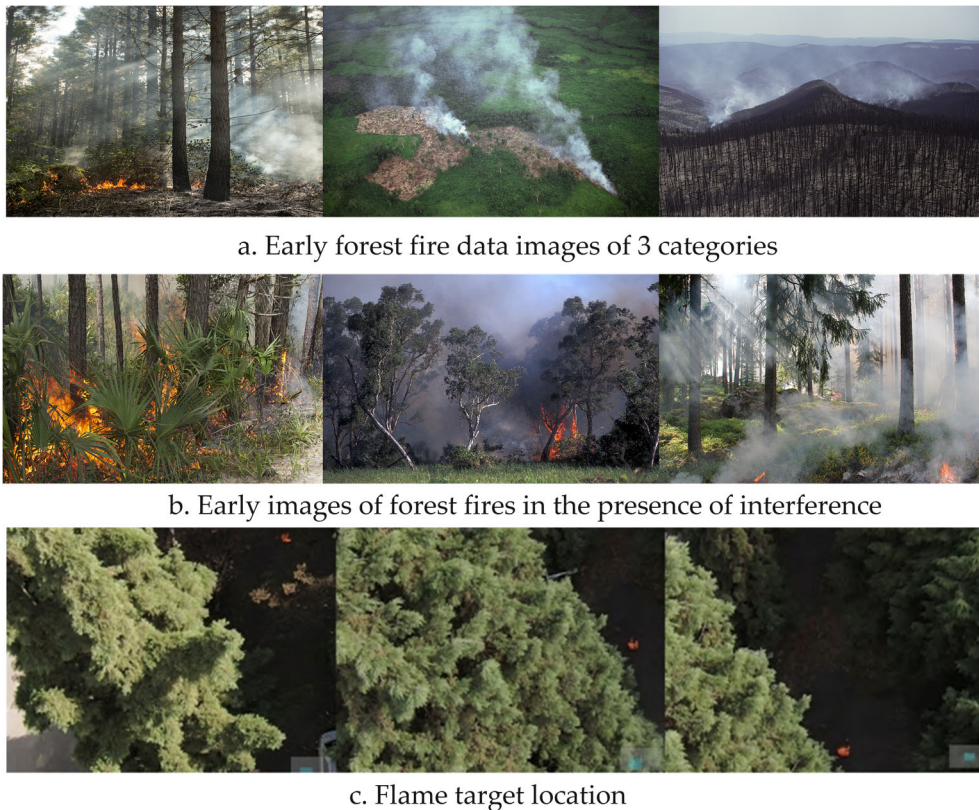 a. Early forest fire data images of 3 categories
b. Early images of forest fires in the presence of interference
c. Flame target location